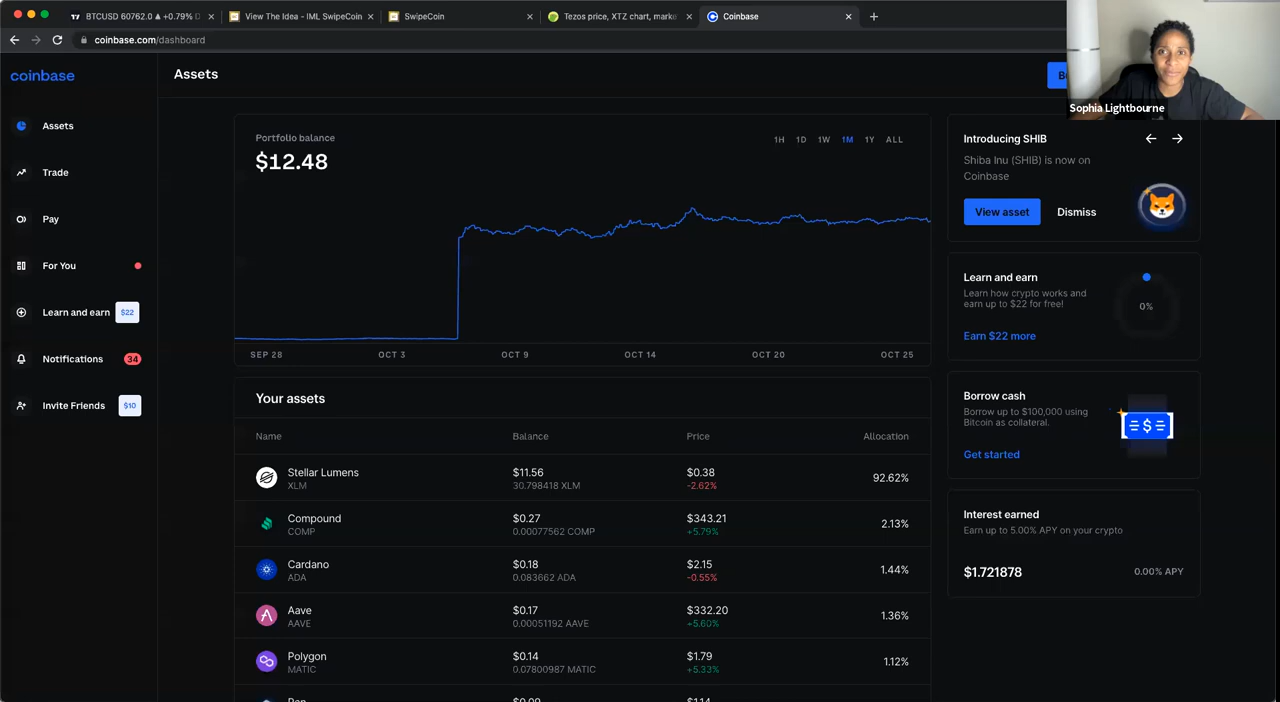 BTCUSD 60762.0 ▲ +0.79%
View The Idea - IML SwipeCoin
SwipeCoin
Tezos price, XTZ chart, mark
Coinbase
coinbase.com/dashboard
Sophia Lightbourne
coinbase
Assets
Trade
Pay
For You
Learn and earn $22
Notifications 34
Invite Friends $10
Assets
Portfolio balance
$12.48
1H 1D 1W 1M 1Y ALL
SEP 28 OCT 3 OCT 9 OCT 14 OCT 20 OCT 25
Your assets
Name Balance Price Allocation
Stellar Lumens $11.56 $0.38 92.62%
XLM 30.798418 XLM -2.62%
Compound $0.27 $343.21 2.13%
COMP 0.00077562 COMP +5.79%
Cardano $0.18 $2.15 1.44%
ADA 0.083662 ADA -0.55%
Aave $0.17 $332.20 1.36%
AAVE 0.00051192 AAVE +5.60%
Polygon $0.14 $1.79 1.12%
MATIC 0.07800987 MATIC +5.33%
Introducing SHIB
Shiba Inu (SHIB) is now on
Coinbase
View asset Dismiss
Learn and earn
Learn how crypto works and
earn up to $22 for free!
0%
Earn $22 more
Borrow cash
Borrow up to $100,000 using
Bitcoin as collateral.
Get started
Interest earned
Earn up to 5.00% APY on your crypto
$1.721878 0.00% APY